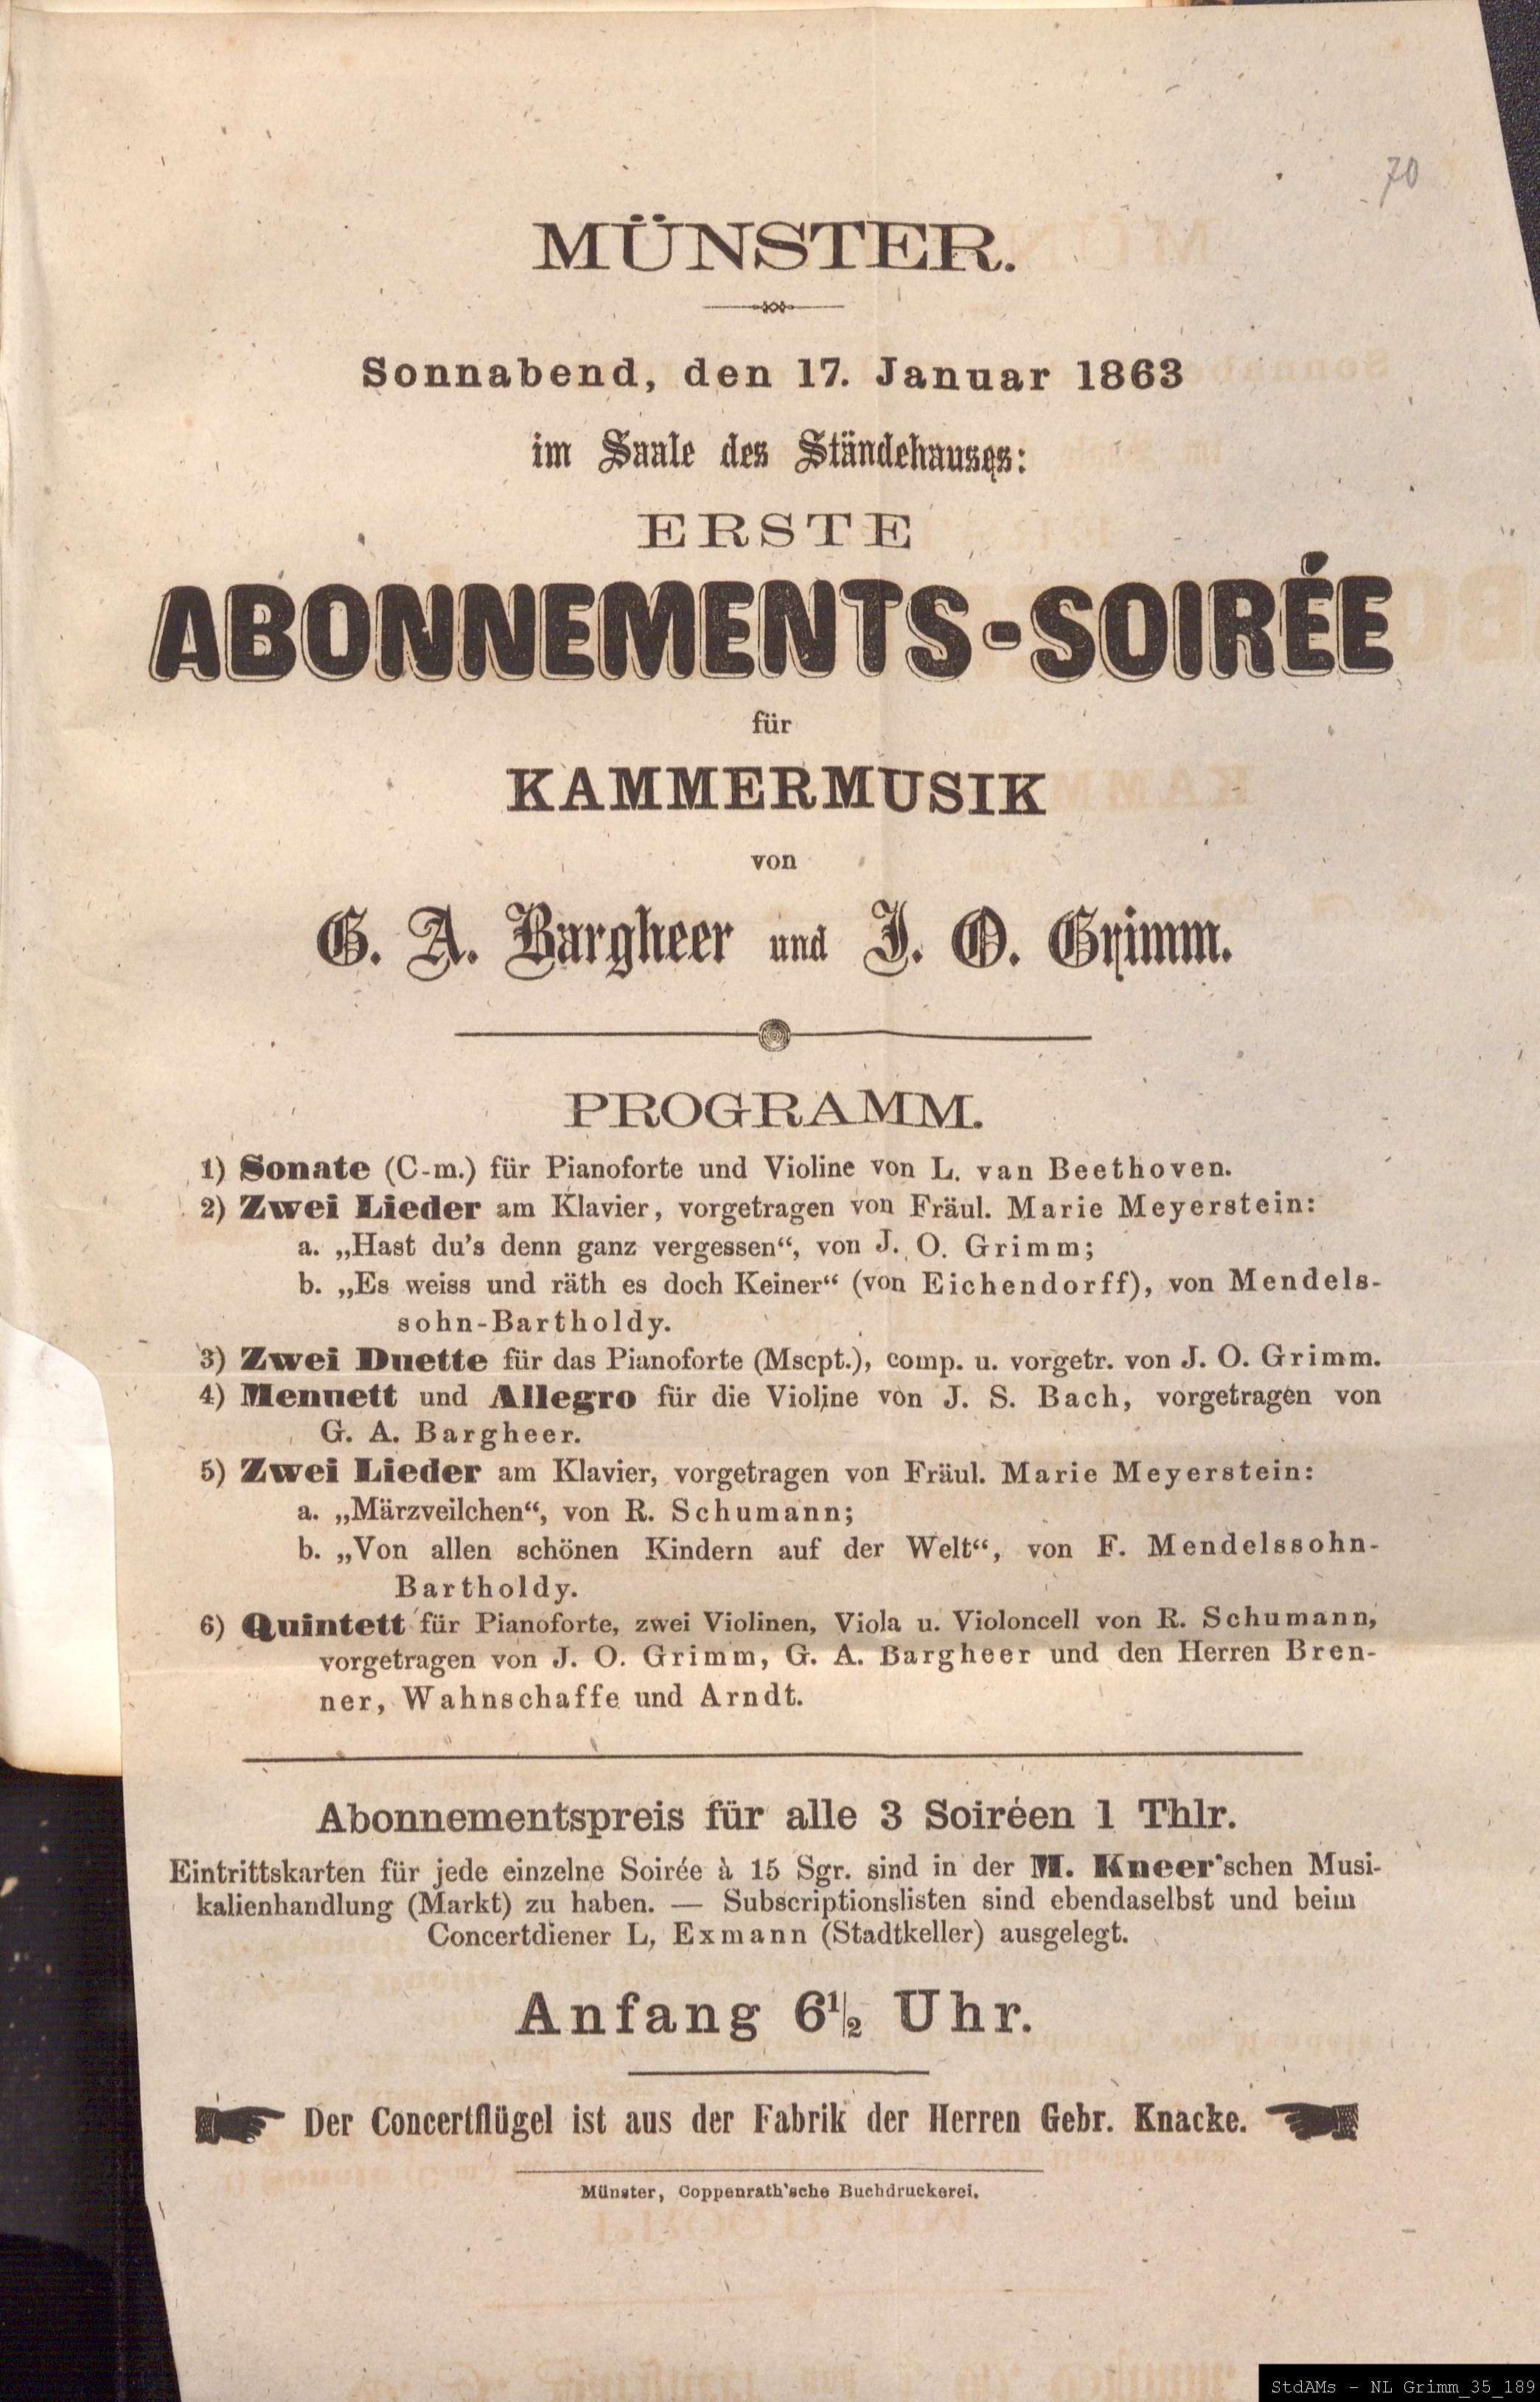 70
MÜNSTER.
Sonnabend, den 17. Januar 1863
im Saale des Ständehauses:
ERSTE
ABONNEMENTS-SOIRÉE
für
KAMMERMUSIK
von
G. A. Bargheer und J. O. Grimm.
PROGRAMM.
1) Sonate (C-m.) für Pianoforte und Violine von L. van Beethoven.
2) Zwei Lieder am Klavier, vorgetragen von Fräul. Marie Meyerstein:
a. „Hast du's denn ganz vergessen“, von J. O. Grimm;
b. „Es weiss und räth es doch Keiner“ (von Eichendorff), von Mendels-
sohn-Bartholdy.
3) Zwei Duette für das Pianoforte (Mscpt.), comp. u. vorgetr. von J. O. Grimm.
4) Menuett und Allegro für die Violine von J. S. Bach, vorgetragen von
G. A. Bargheer.
5) Zwei Lieder am Klavier, vorgetragen von Fräul. Marie Meyerstein:
a. „Märzveilchen“, von R. Schumann;
b. „Von allen schönen Kindern auf der Welt“, von F. Mendelssohn-
Bartholdy.
6) Quintett für Pianoforte, zwei Violinen, Viola u. Violoncell von R. Schumann,
vorgetragen von J. O. Grimm, G. A. Bargheer und den Herren Bren-
ner, Wahnschaffe und Arndt.
Abonnementspreis für alle 3 Soiréen 1 Thlr.
Eintrittskarten für jede einzelne Soirée à 15 Sgr. sind in der M. Kneer'schen Musi-
kalienhandlung (Markt) zu haben. — Subscriptionslisten sind ebendaselbst und beim
Concertdiener L, Exmann (Stadtkeller) ausgelegt.
Anfang 6½ Uhr.
Der Concertflügel ist aus der Fabrik der Herren Gebr. Knacke.
Münster, Coppenrath'sche Buchdruckerei.
StdAMs - NL Grimm_35_189